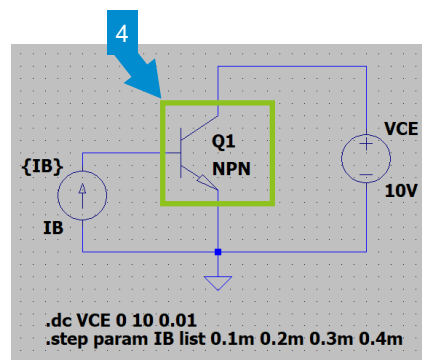 4
Q1
NPN
VCE
10V
{IB}
IB
.dc VCE 0 10 0.01
.step param IB list 0.1m 0.2m 0.3m 0.4m